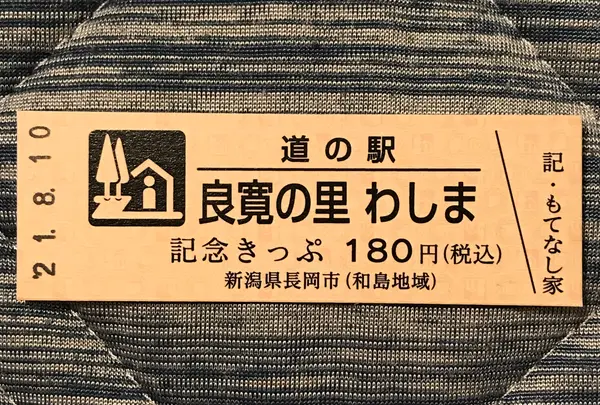 21.8.10
道の駅
良寛の里 わしま
記念きっぷ 180円(税込)
新潟県長岡市(和島地域)
記・もてなし家